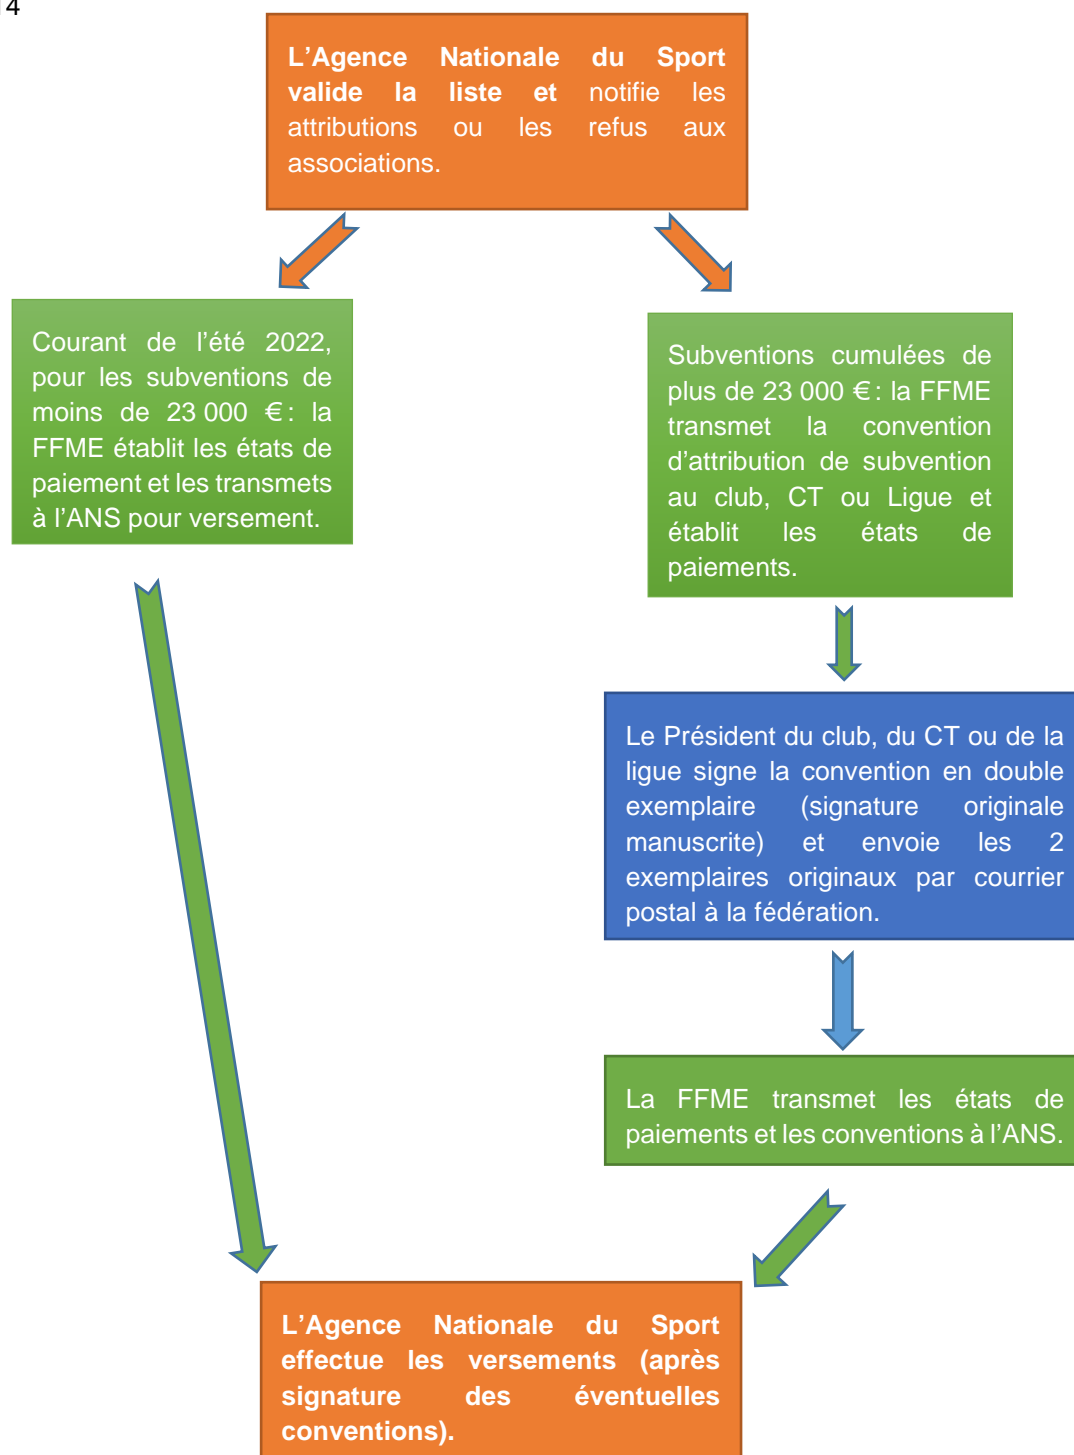 14
L’Agence Nationale du Sport
valide la liste et notifie les
attributions ou les refus aux
associations.
Courant de l’été 2022,
pour les subventions de
moins de 23 000 € : la
FFME établit les états de
paiement et les transmets
à l’ANS pour versement.
Subventions cumulées de
plus de 23 000 € : la FFME
transmet la convention
d’attribution de subvention
au club, CT ou Ligue et
établit les états de
paiements.
Le Président du club, du CT ou de la
ligue signe la convention en double
exemplaire (signature originale
manuscrite) et envoie les 2
exemplaires originaux par courrier
postal à la fédération.
La FFME transmet les états de
paiements et les conventions à l’ANS.
L’Agence Nationale du Sport
effectue les versements (après
signature des éventuelles
conventions).